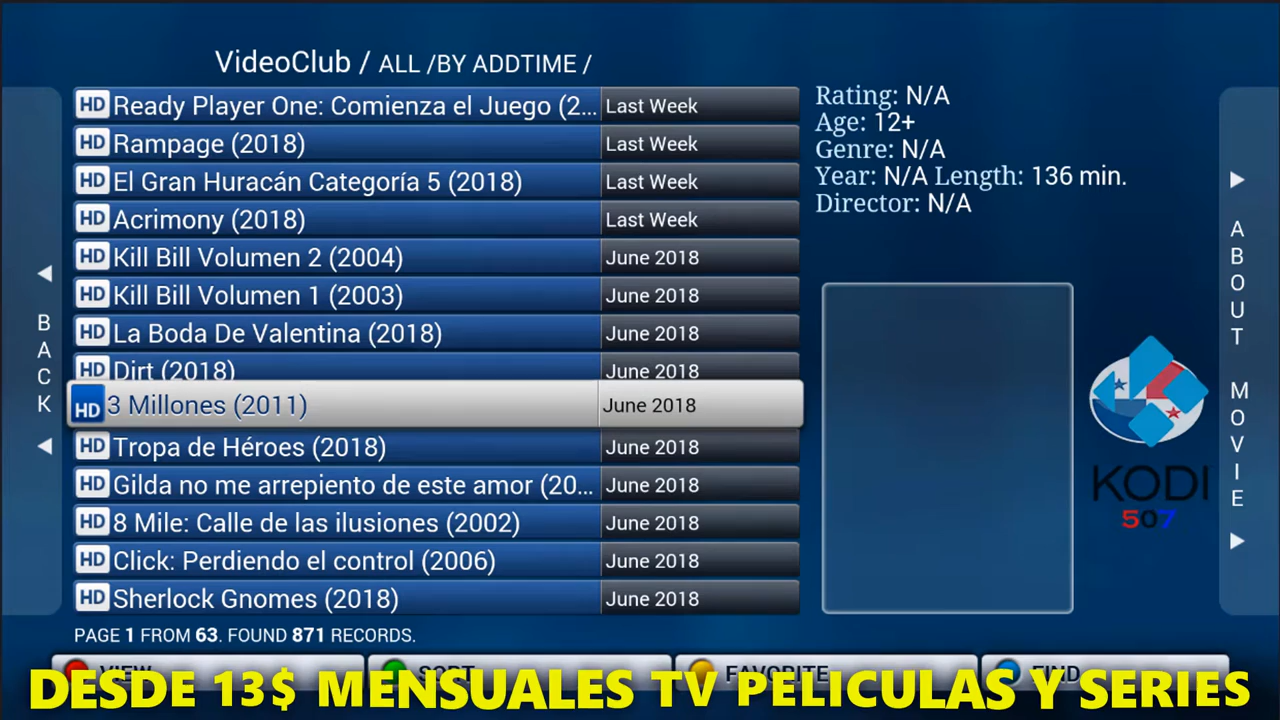 VideoClub / ALL /BY ADDTIME /
HD Ready Player One: Comienza el Juego (2... Last Week
HD Rampage (2018) Last Week
HD El Gran Huracán Categoría 5 (2018) Last Week
HD Acrimony (2018) Last Week
HD Kill Bill Volumen 2 (2004) June 2018
HD Kill Bill Volumen 1 (2003) June 2018
HD La Boda De Valentina (2018) June 2018
HD Dirt (2018) June 2018
HD 3 Millones (2011) June 2018
HD Tropa de Héroes (2018) June 2018
HD Gilda no me arrepiento de este amor (20... June 2018
HD 8 Mile: Calle de las ilusiones (2002) June 2018
HD Click: Perdiendo el control (2006) June 2018
HD Sherlock Gnomes (2018) June 2018
PAGE 1 FROM 63. FOUND 871 RECORDS.
Rating: N/A
Age: 12+
Genre: N/A
Year: N/A Length: 136 min.
Director: N/A
BACK
ABOUT MOVIE
KODI
507
VIEW SORT FAVORITE FIND
DESDE 13$ MENSUALES TV PELICULAS Y SERIES